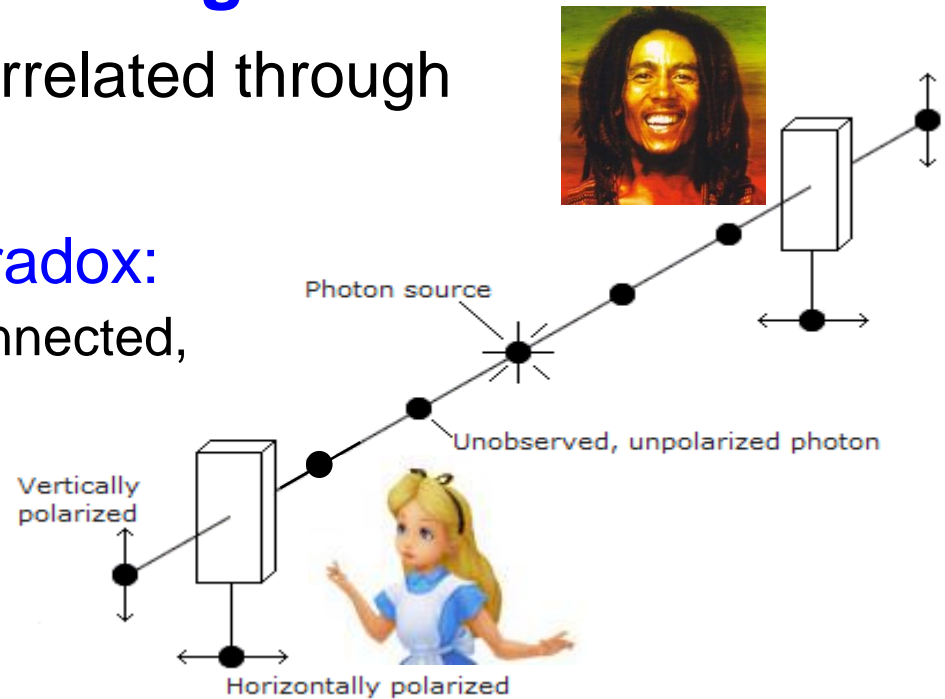 rrelated through
radox:
nnected,
Photon source
Unobserved, unpolarized photon
Vertically
polarized
Horizontally polarized